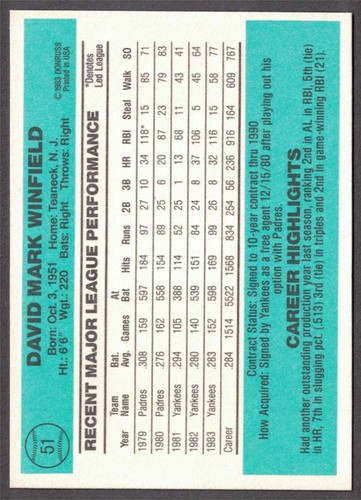 51
© 1983 DONRUSS
Printed in USA
DAVID MARK WINFIELD
Born: Oct. 3, 1951 Home: Teaneck, N. J.
Ht.: 6'6" Wgt.: 220 Bats: Right Throws: Right
RECENT MAJOR LEAGUE PERFORMANCE
*Denotes
Led League
Team Bat. At
Year Name Avg. Games Bat Hits Runs 2B 3B HR RBI Steal Walk SO
1979 Padres .308 159 597 184 97 27 10 34 118* 15 85 71
1980 Padres .276 162 558 154 89 25 6 20 87 23 79 83
1981 Yankees .294 105 388 114 52 25 1 13 68 11 43 41
1982 Yankees .280 140 539 151 84 24 8 37 106 5 45 64
1983 Yankees .283 152 598 169 99 26 8 32 116 15 58 77
Career .284 1514 5522 1568 834 254 56 236 916 164 609 767
Contract Status: Signed to 10-year contract thru 1990
How Acquired: Signed by Yankees as a free agent 12/15/80 after playing out his
option with Padres.
CAREER HIGHLIGHTS
Had another outstanding production year last season, ranking 2nd in AL in RBI, 5th (tie)
in HR, 7th in slugging pct. (.513) 3rd (tie) in triples and 2nd in game-winning RBI (21).